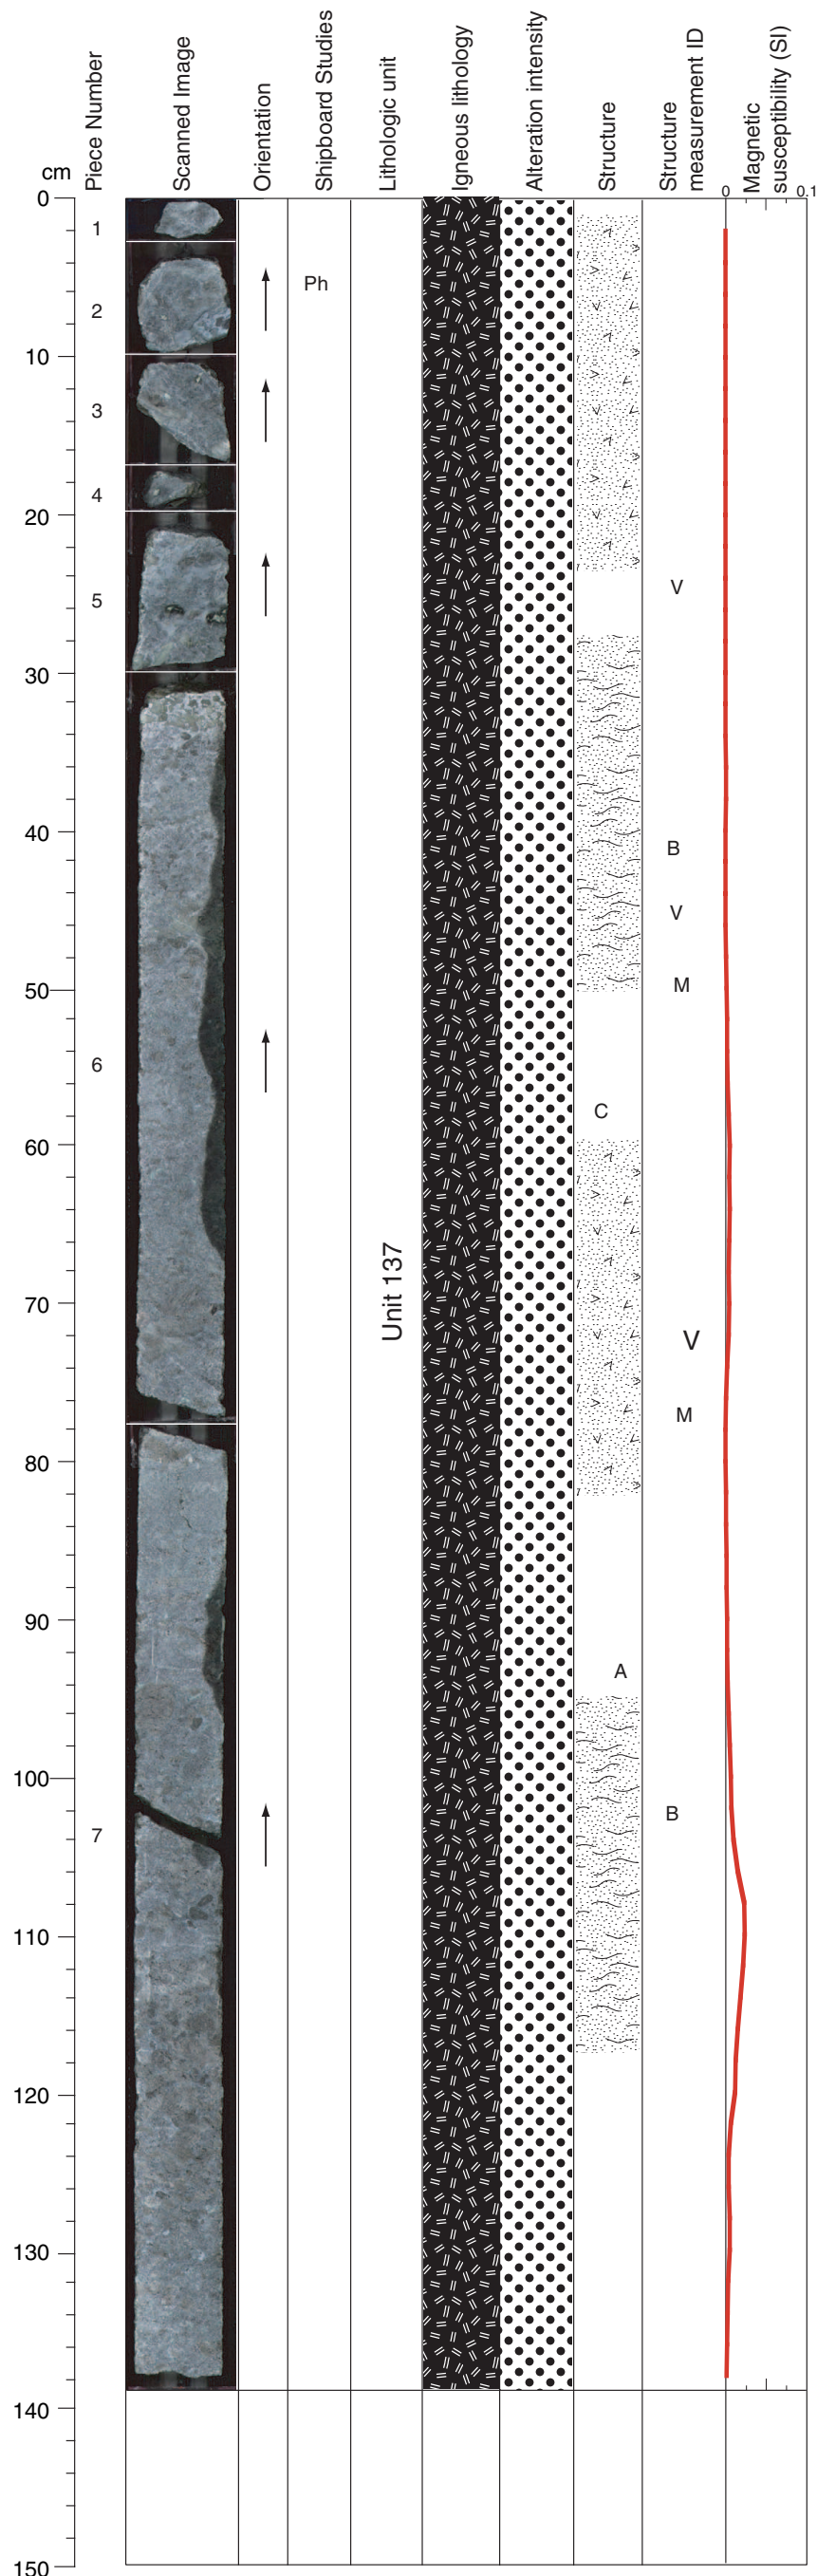 cm
Piece Number
Scanned Image
Orientation
Shipboard Studies
Lithologic unit
Igneous lithology
Alteration intensity
Structure
Structure
measurement ID
Magnetic
susceptibility (SI)
0 0.1
0
1
Ph
2
10
3
4
20
V
5
30
40
B
V
M
50
6
C
60
Unit 137
70
V
M
80
90
A
100
B
7
110
120
130
140
150